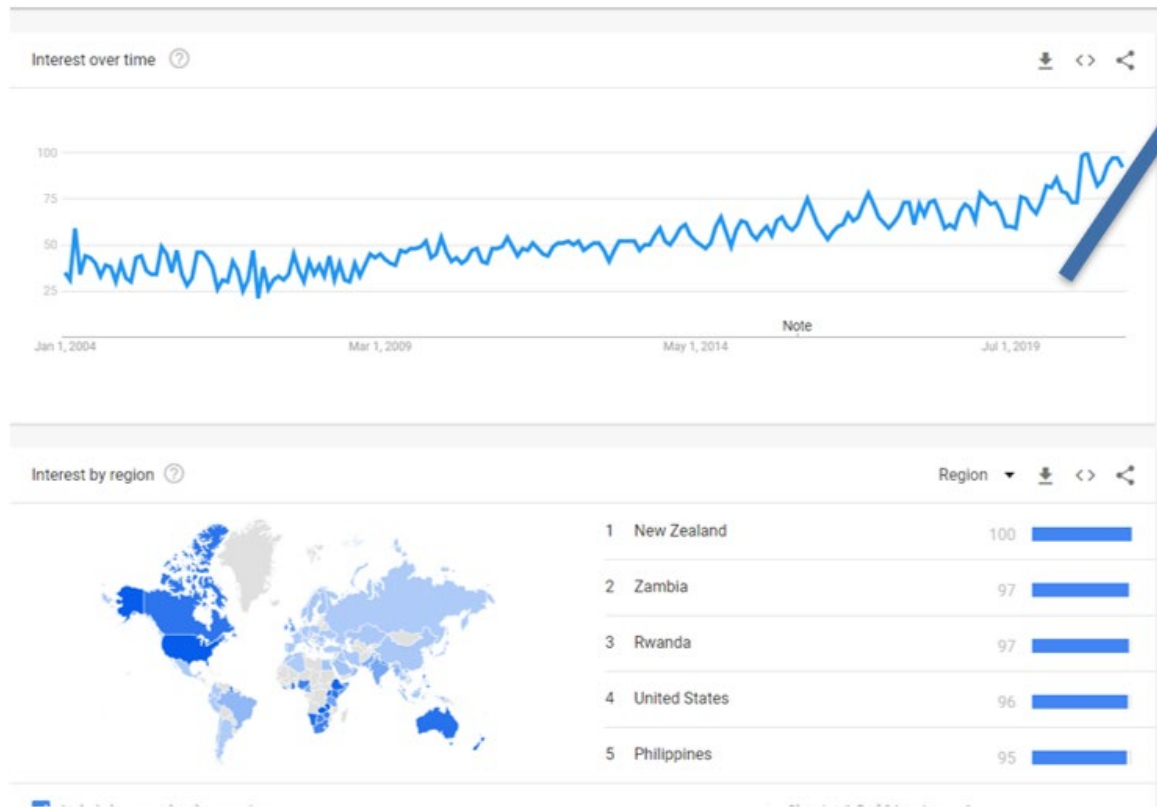 Interest over time
100
75
50
25
Note
Jan 1, 2004 Mar 1, 2009 May 1, 2014 Jul 1, 2019
Interest by region Region
1 New Zealand 100
2 Zambia 97
3 Rwanda 97
4 United States 96
5 Philippines 95